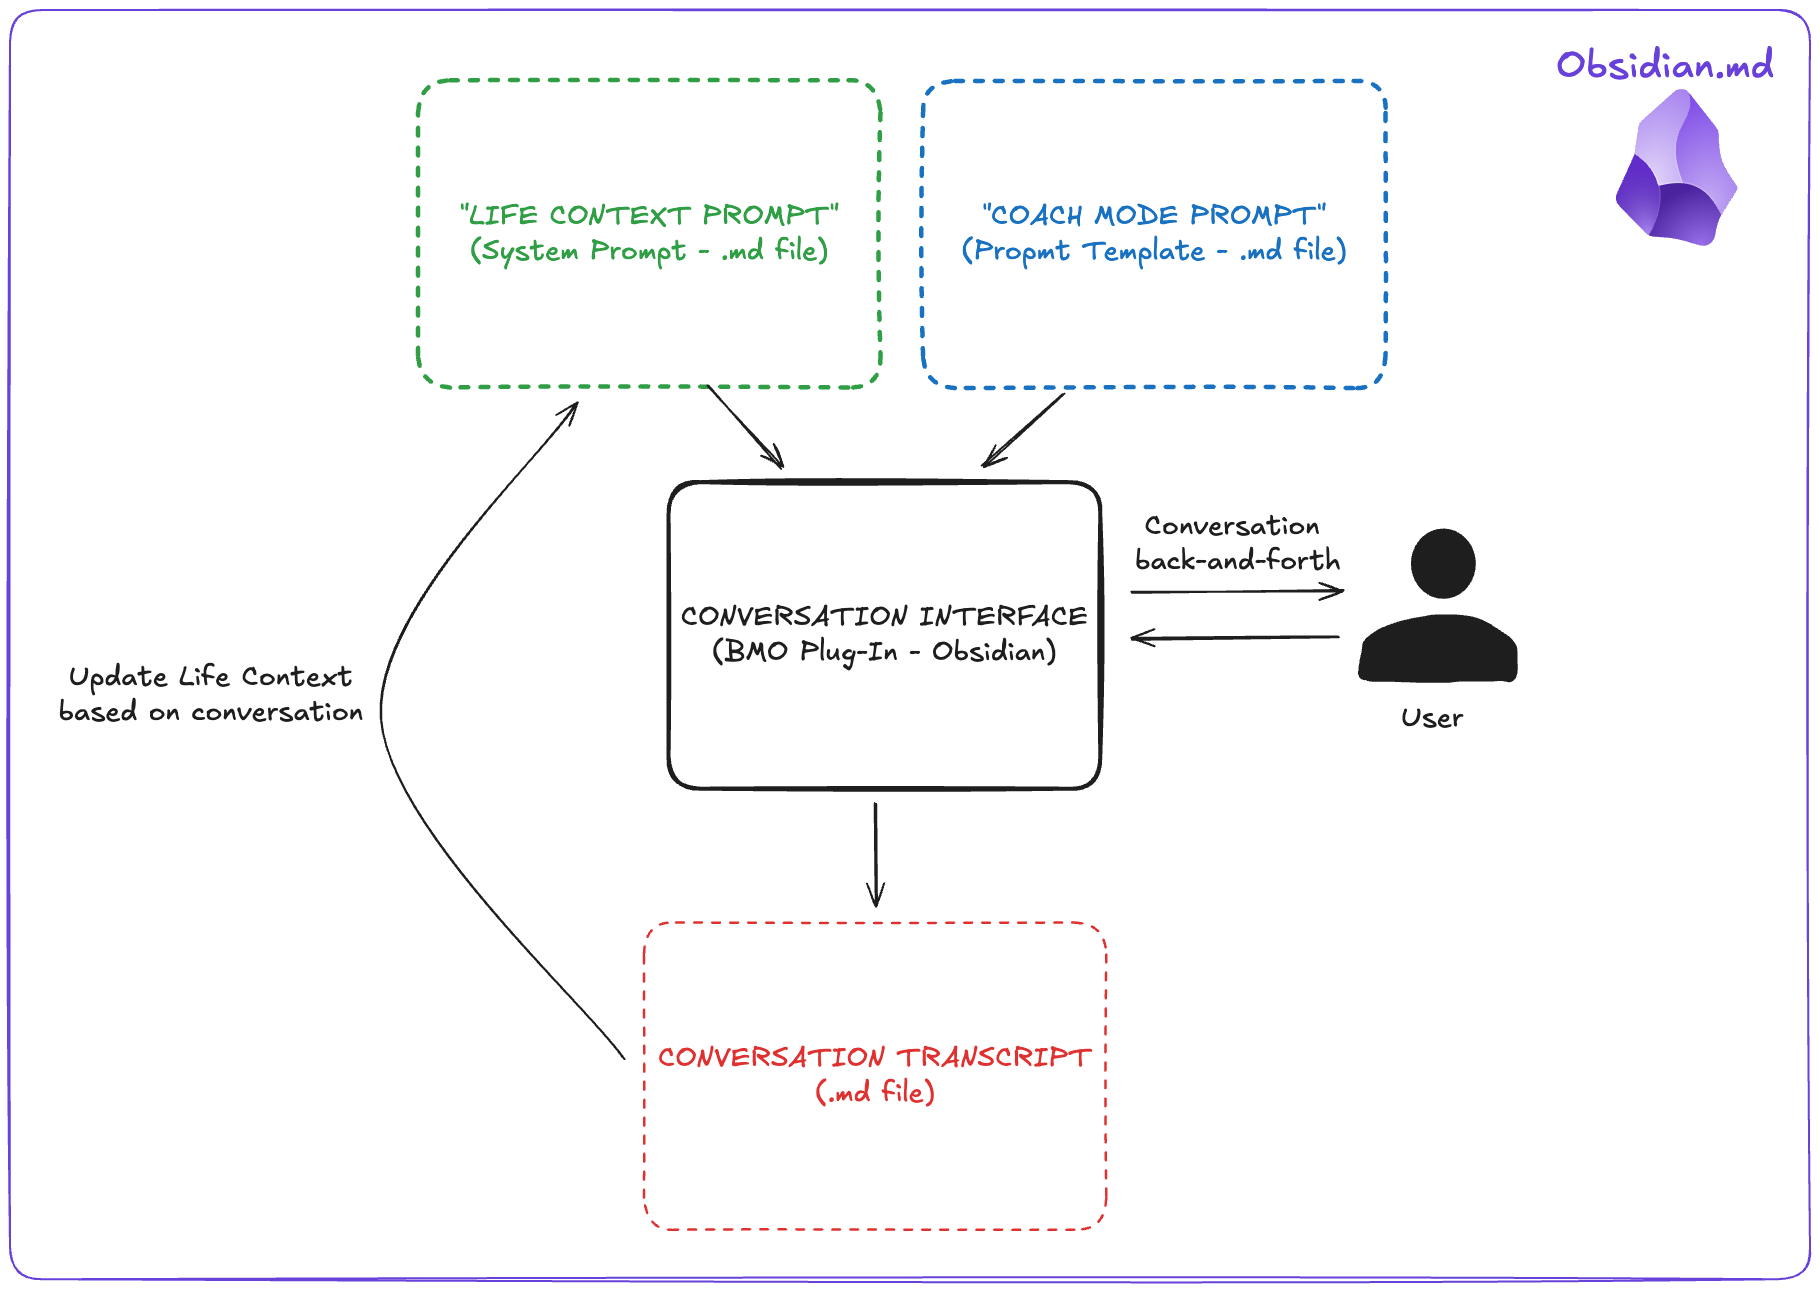 Obsidian.md
"LIFE CONTEXT PROMPT"
(System Prompt - .md file)
"COACH MODE PROMPT"
(Propmt Template - .md file)
Conversation
back-and-forth
CONVERSATION INTERFACE
(BMO Plug-In - Obsidian)
User
Update Life Context
based on conversation
CONVERSATION TRANSCRIPT
(.md file)